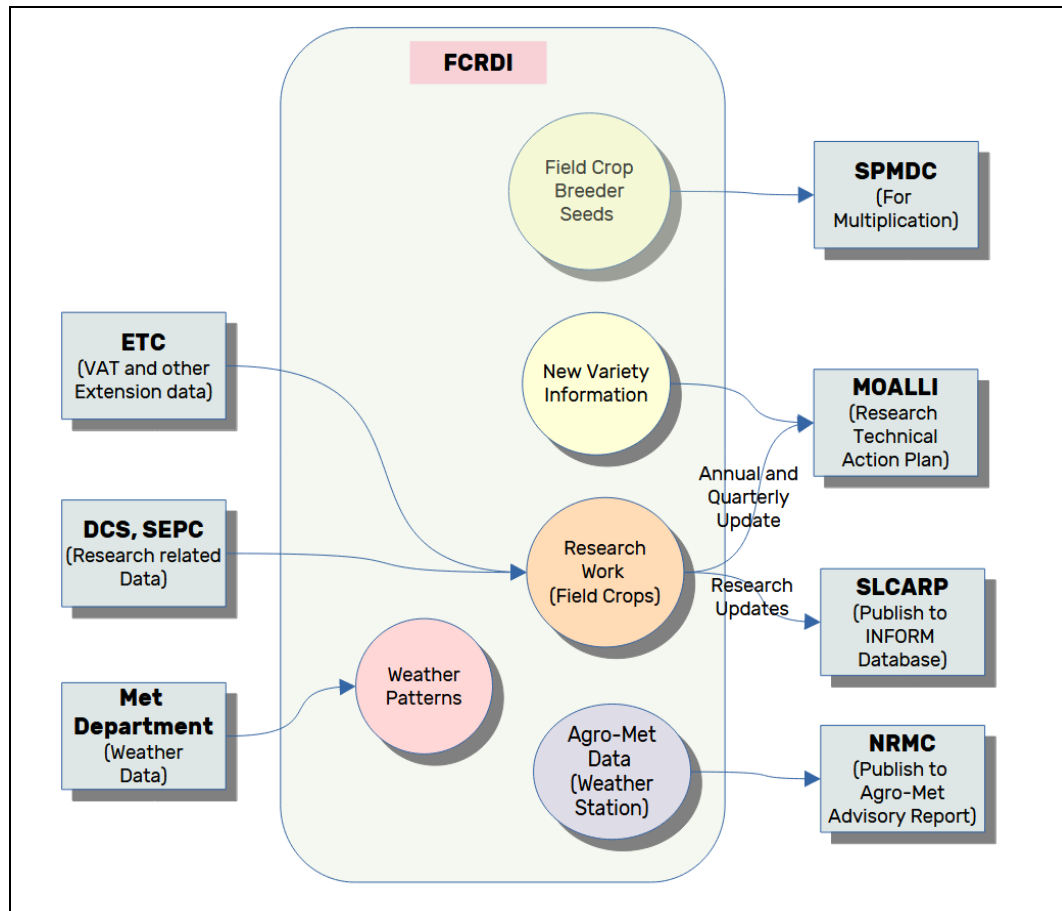 FCRDI
Field Crop
Breeder
Seeds
SPMDC
(For
Multiplication)
ETC
(VAT and other
Extension data)
New Variety
Information
MOALLI
(Research
Technical
Action Plan)
Annual and
Quarterly
Update
DCS, SEPC
(Research related
Data)
Research
Work
(Field Crops)
Research
Updates
SLCARP
(Publish to
INFORM
Database)
Weather
Patterns
Met
Department
(Weather
Data)
Agro-Met
Data
(Weather
Station)
NRMC
(Publish to
Agro-Met
Advisory Report)